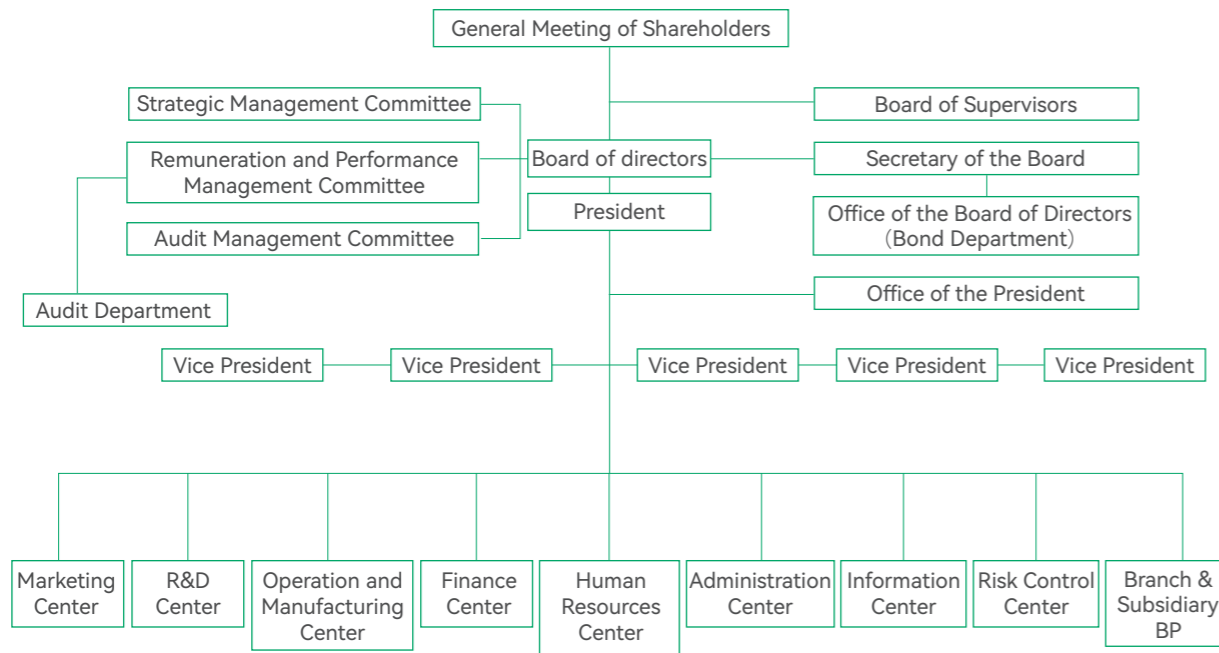 General Meeting of Shareholders
Strategic Management Committee
Board of Supervisors
Remuneration and Performance
Management Committee
Board of directors
Secretary of the Board
President
Office of the Board of Directors
（Bond Department）
Audit Management Committee
Audit Department
Office of the President
Vice President
Vice President
Vice President
Vice President
Vice President
Marketing
Center
R&D
Center
Operation and
Manufacturing
Center
Finance
Center
Human
Resources
Center
Administration
Center
Information
Center
Risk Control
Center
Branch &
Subsidiary
BP